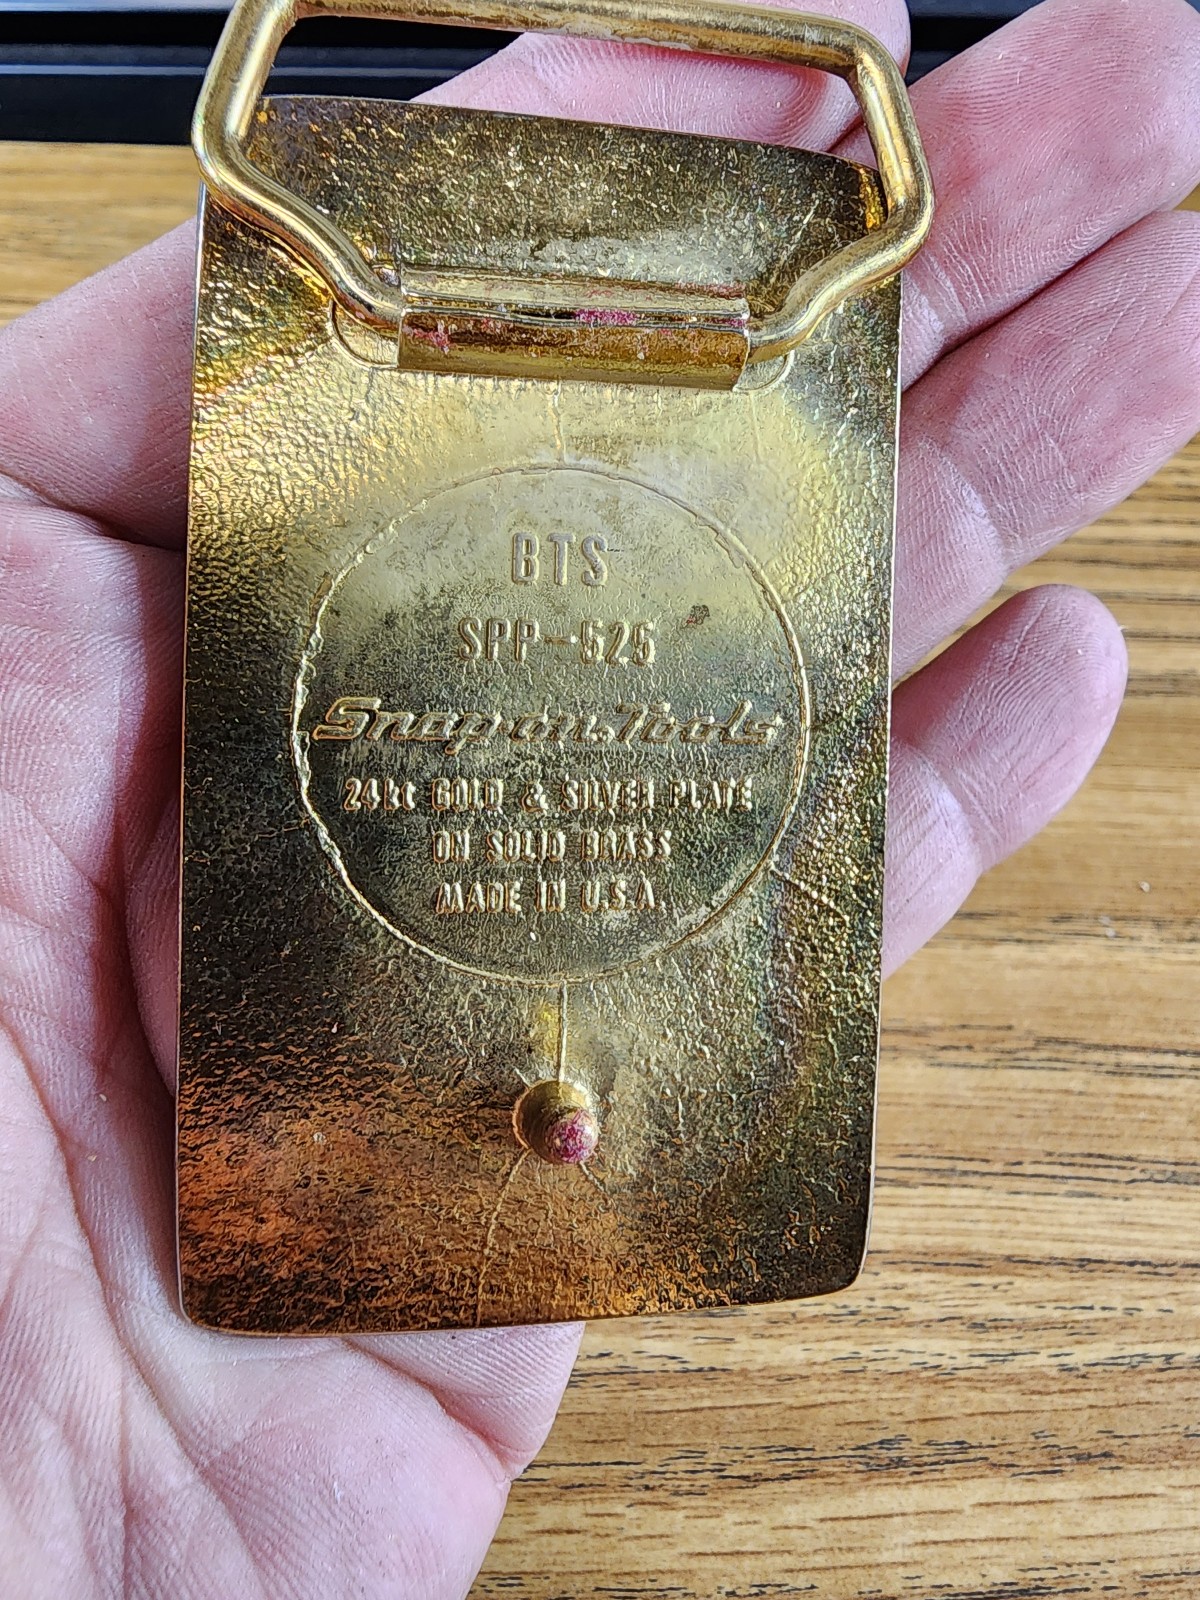 BTS
SPP-525
Snap-on Tools
24kt GOLD & SILVER PLATE
ON SOLID BRASS
MADE IN U.S.A.